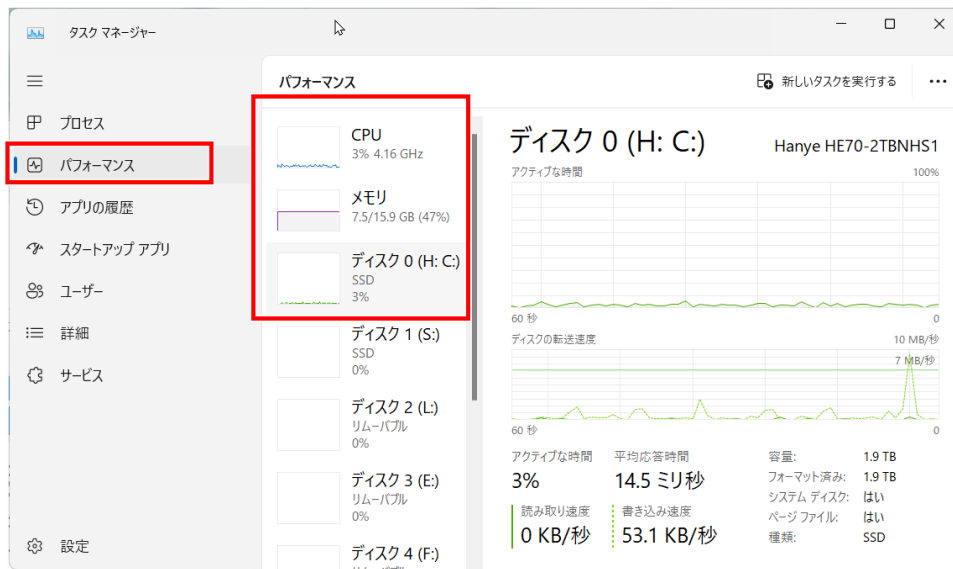 タスク マネージャー
パフォーマンス
新しいタスクを実行する
プロセス
パフォーマンス
アプリの履歴
スタートアップ アプリ
ユーザー
詳細
サービス
設定
CPU
3% 4.16 GHz
メモリ
7.5/15.9 GB (47%)
ディスク 0 (H: C:)
SSD
3%
ディスク 1 (S:)
SSD
0%
ディスク 2 (L:)
リムーバブル
0%
ディスク 3 (E:)
リムーバブル
0%
ディスク 4 (F:)
ディスク 0 (H: C:) Hanye HE70-2TBNHS1
アクティブな時間 100%
60 秒 0
ディスクの転送速度 10 MB/秒
7 MB/秒
60 秒 0
アクティブな時間 平均応答時間
3% 14.5 ミリ秒
読み取り速度 書き込み速度
0 KB/秒 53.1 KB/秒
容量: 1.9 TB
フォーマット済み: 1.9 TB
システム ディスク: はい
ページ ファイル: はい
種類: SSD